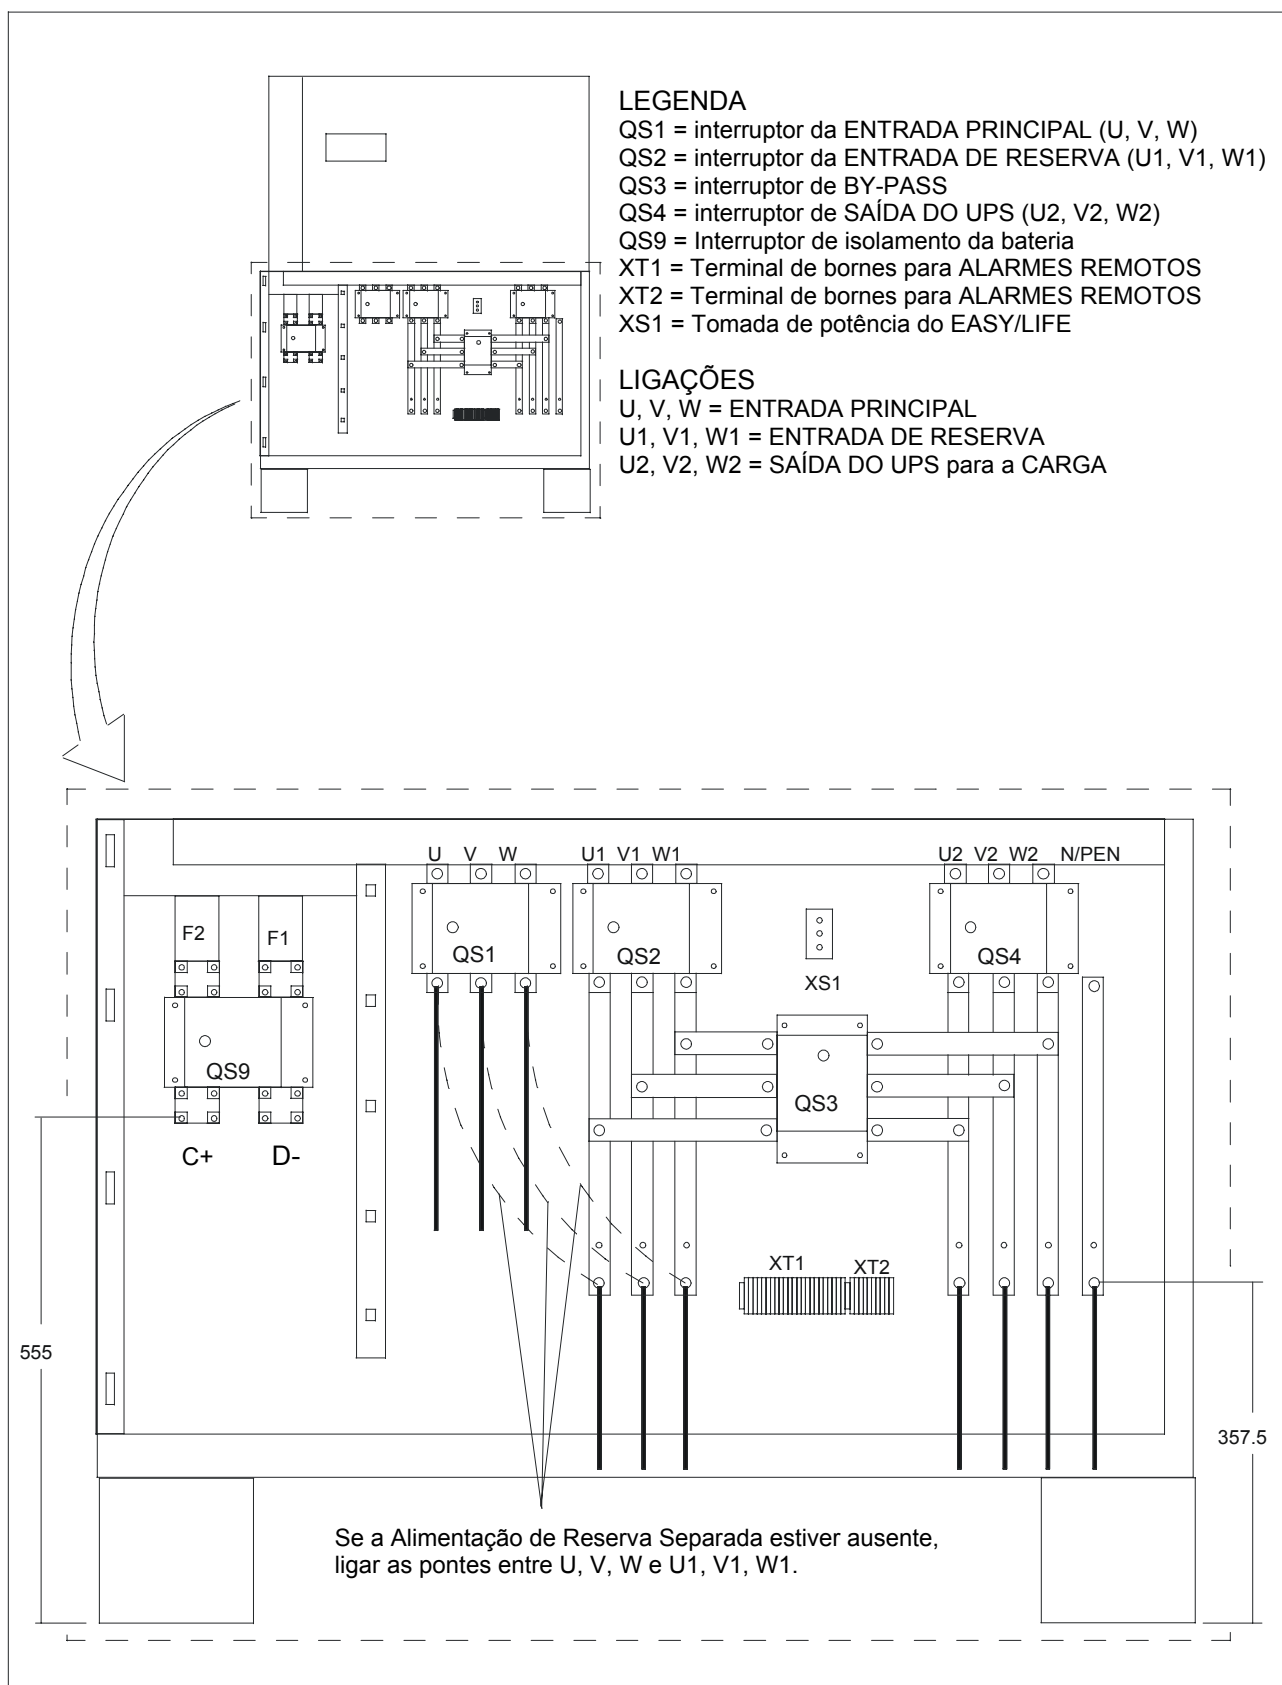 LEGENDA
QS1 = interruptor da ENTRADA PRINCIPAL (U, V, W)
QS2 = interruptor da ENTRADA DE RESERVA (U1, V1, W1)
QS3 = interruptor de BY-PASS
QS4 = interruptor de SAÍDA DO UPS (U2, V2, W2)
QS9 = Interruptor de isolamento da bateria
XT1 = Terminal de bornes para ALARMES REMOTOS
XT2 = Terminal de bornes para ALARMES REMOTOS
XS1 = Tomada de potência do EASY/LIFE
LIGAÇÕES
U, V, W = ENTRADA PRINCIPAL
U1, V1, W1 = ENTRADA DE RESERVA
U2, V2, W2 = SAÍDA DO UPS para a CARGA
U V W U1 V1 W1 U2 V2 W2 N/PEN
F2 F1
QS1 QS2 QS4
XS1
QS9
QS3
C+ D-
XT1 XT2
555
357.5
Se a Alimentação de Reserva Separada estiver ausente,
ligar as pontes entre U, V, W e U1, V1, W1.